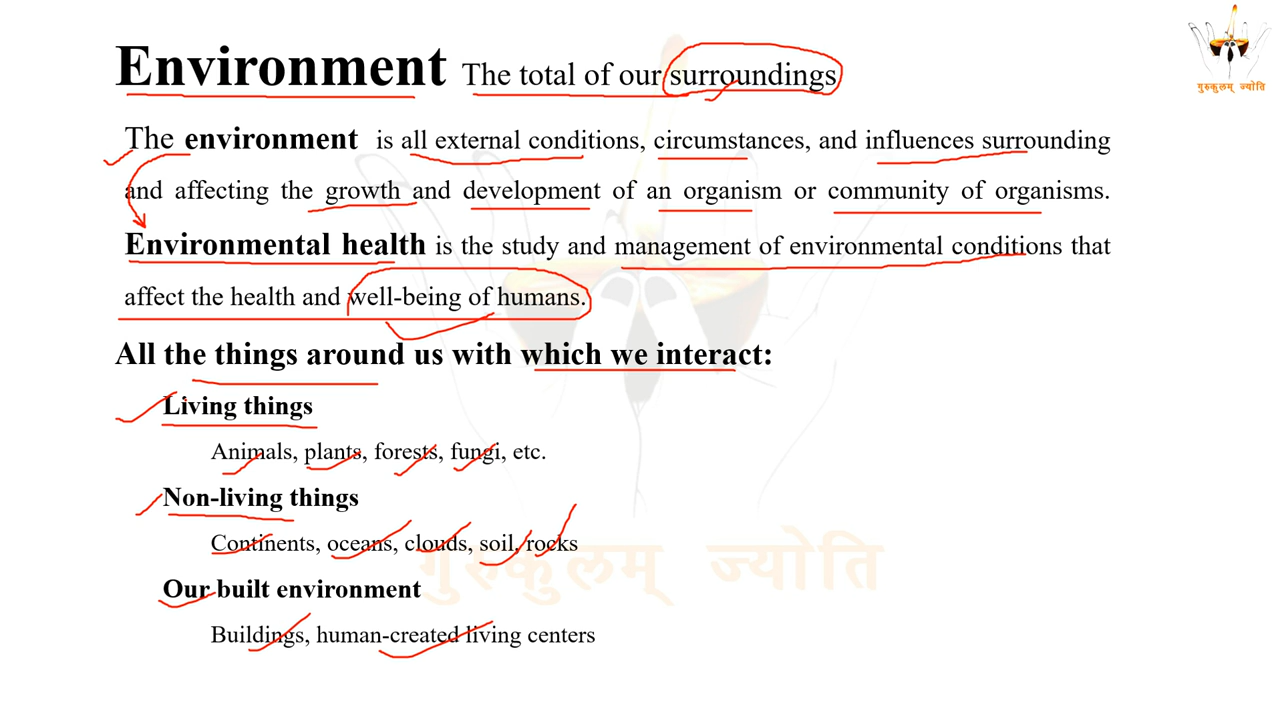 Environment The total of our surroundings
गुरुकुलम् ज्योति
The environment is all external conditions, circumstances, and influences surrounding
and affecting the growth and development of an organism or community of organisms.
Environmental health is the study and management of environmental conditions that
affect the health and well-being of humans.
All the things around us with which we interact:
Living things
Animals, plants, forests, fungi, etc.
Non-living things
Continents, oceans, clouds, soil, rocks
गुरुकुलम् ज्योति
Our built environment
Buildings, human-created living centers